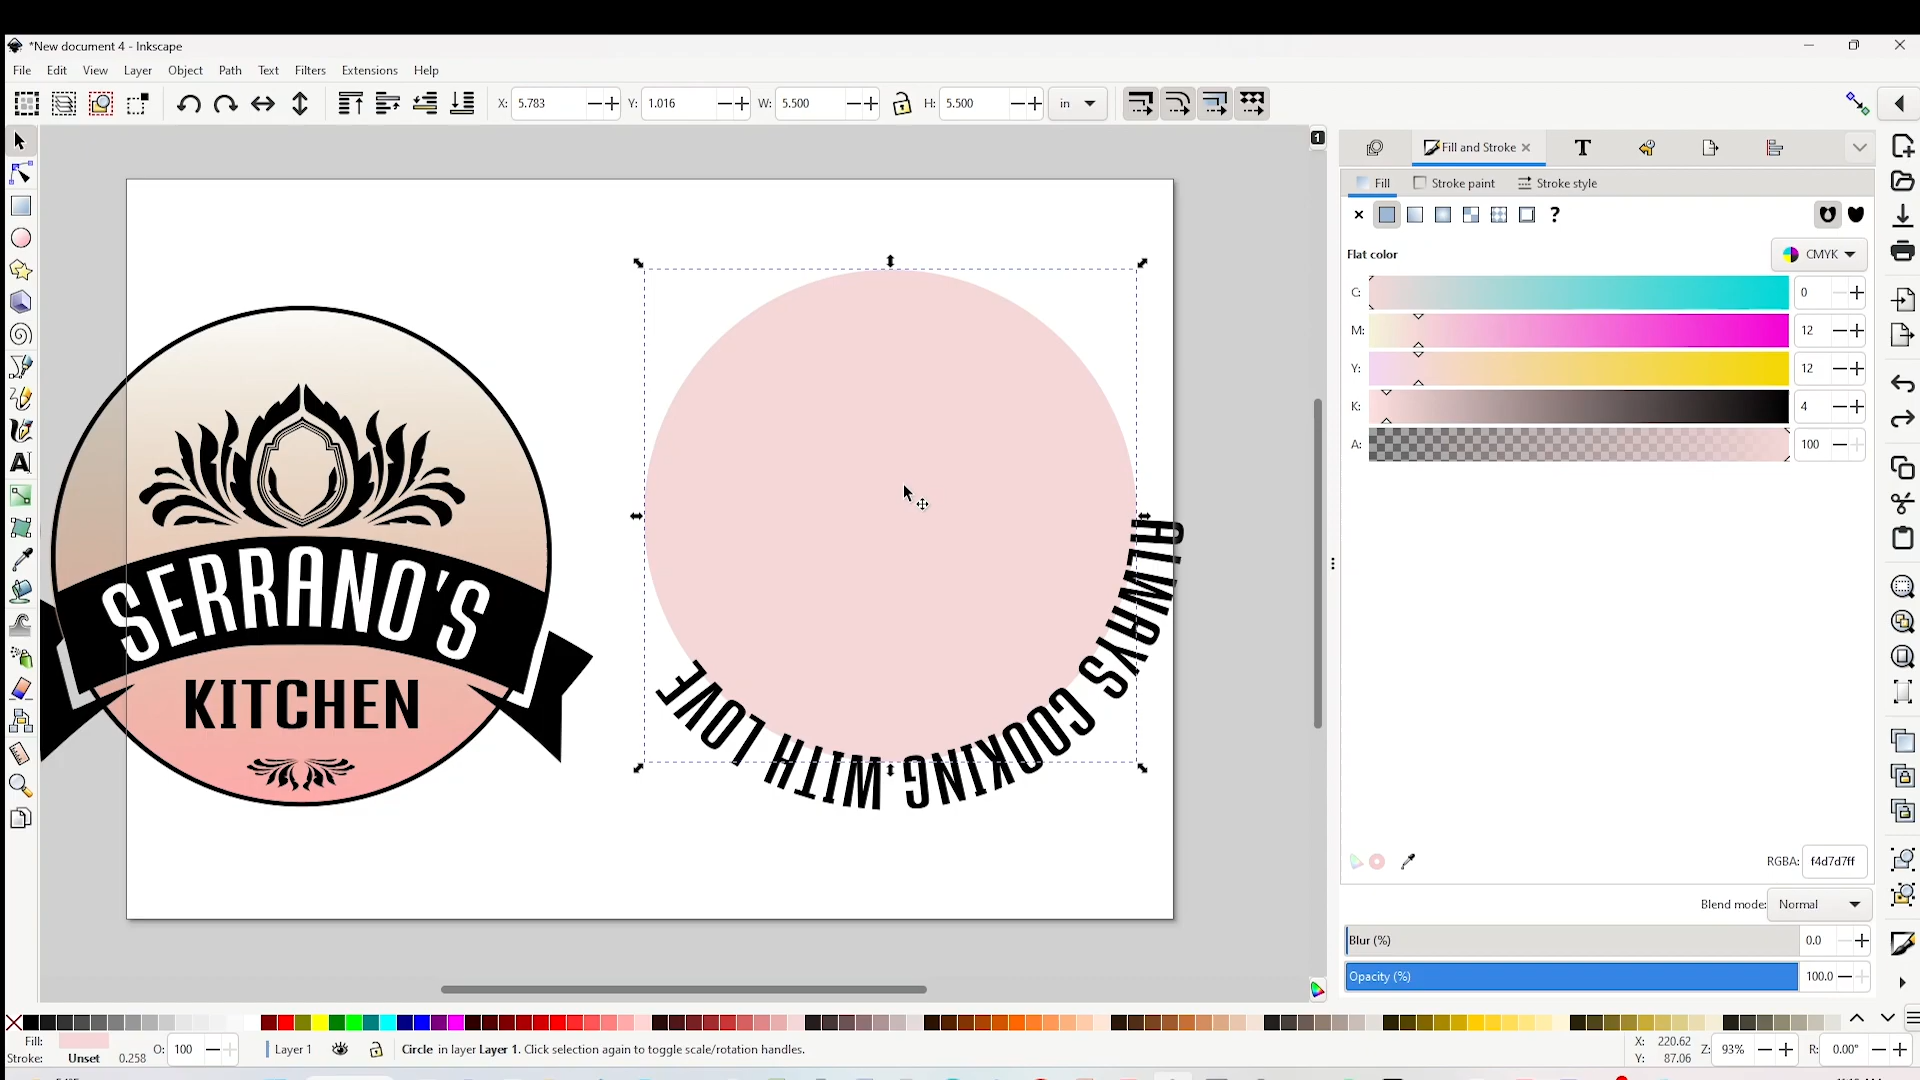 *New document 4 - Inkscape
File Edit View Layer Object Path Text Filters Extensions Help
X: 5.783 Y: 1.016 W: 5.500 H: 5.500 in
1
Fill and Stroke
Fill Stroke paint Stroke style
?
Flat color CMYK
C: 0
M: 12
Y: 12
K: 4
A: 100
SERRANO'S
KITCHEN
ALWAYS COOKING WITH LOVE
RGBA: f4d7d7ff
Blend mode: Normal
Blur (%) 0.0
Opacity (%) 100.0
Fill:
Stroke: Unset 0.258 O: 100 Layer 1 Circle in layer Layer 1. Click selection again to toggle scale/rotation handles.
X: 220.62
Y: 87.06
Z: 93% R: 0.00°